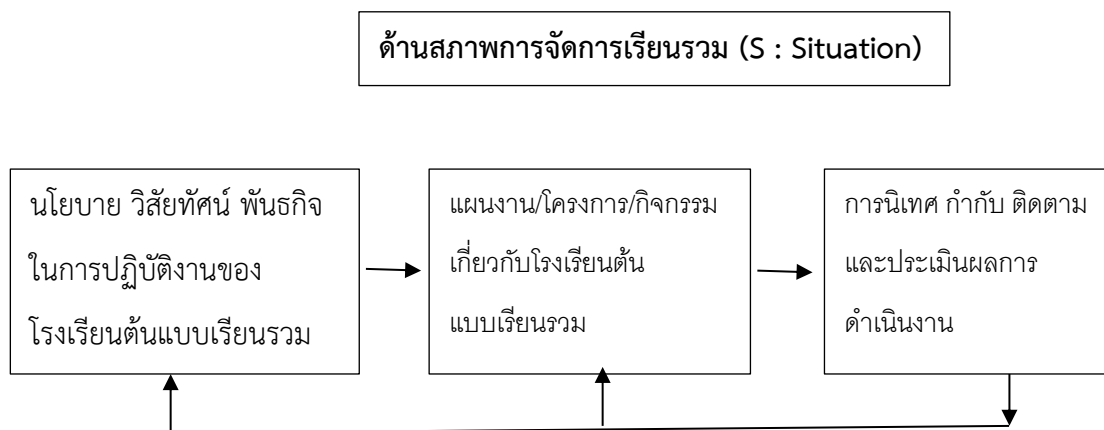 ด้านสภาพการจัดการเรียนรวม (S : Situation)
นโยบาย วิสัยทัศน์ พันธกิจ
ในการปฏิบัติงานของ
โรงเรียนต้นแบบเรียนรวม
แผนงาน/โครงการ/กิจกรรม
เกี่ยวกับโรงเรียนต้น
แบบเรียนรวม
การนิเทศ กำกับ ติดตาม
และประเมินผลการ
ดำเนินงาน